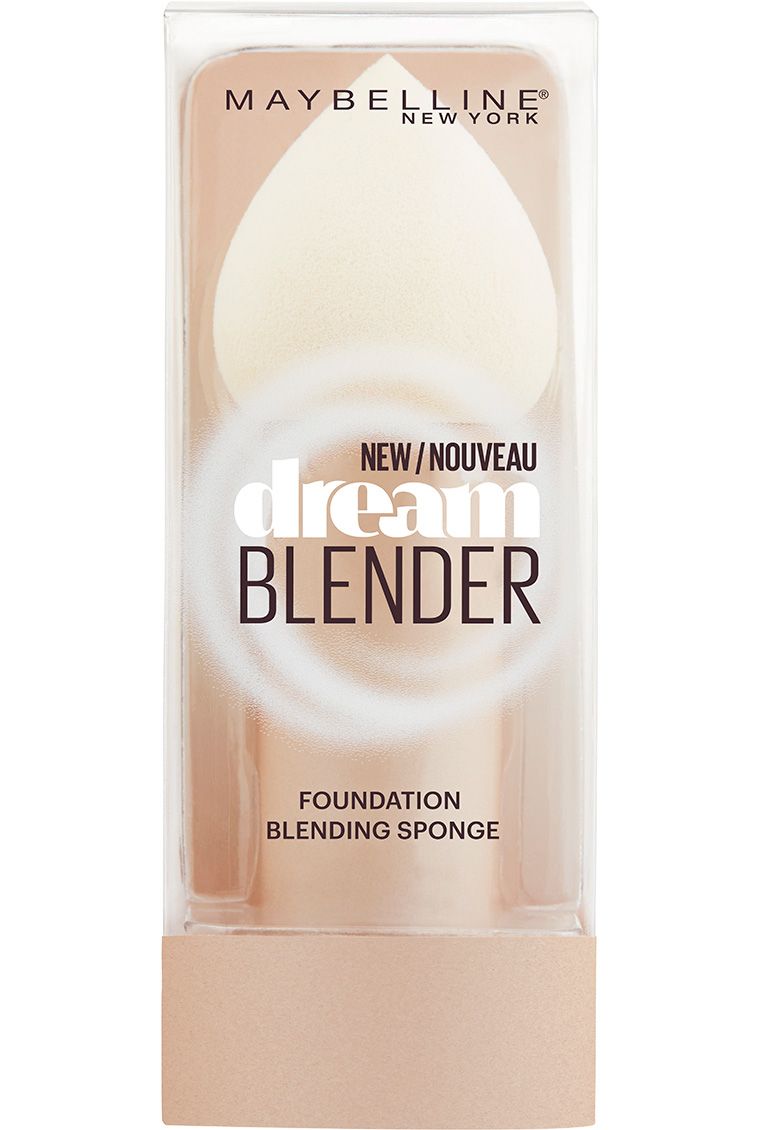 MAYBELLINE®
NEW YORK
NEW / NOUVEAU
dream
BLENDER
FOUNDATION
BLENDING SPONGE